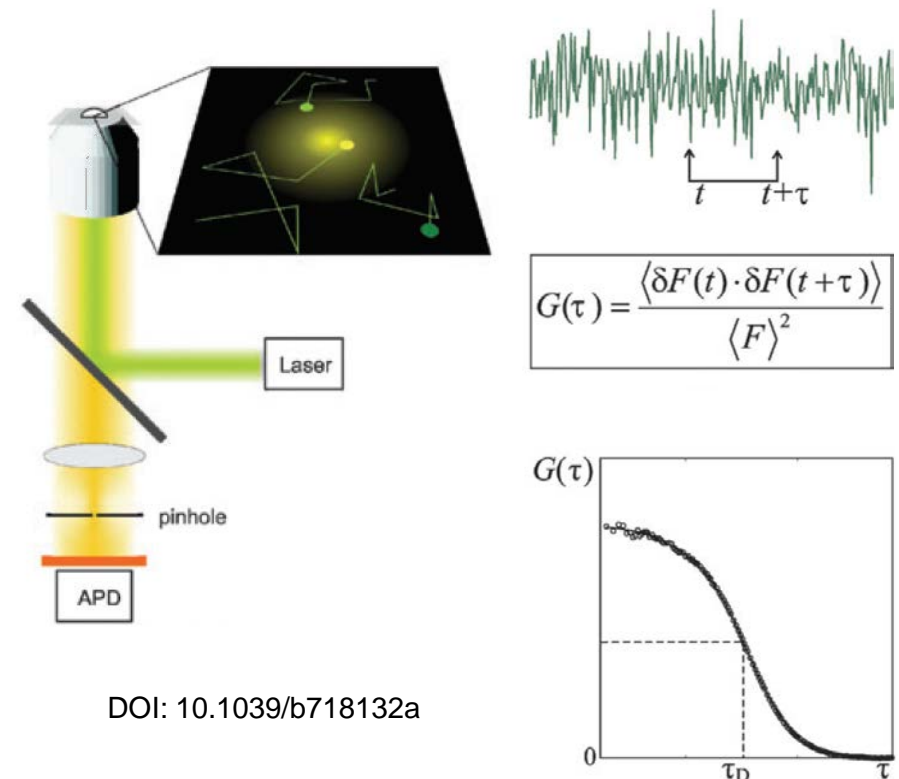 Laser
pinhole
APD
DOI: 10.1039/b718132a
t t+τ
G(τ) = ⟨δF(t)·δF(t+τ)⟩ / ⟨F⟩²
G(τ)
0
τD
τ